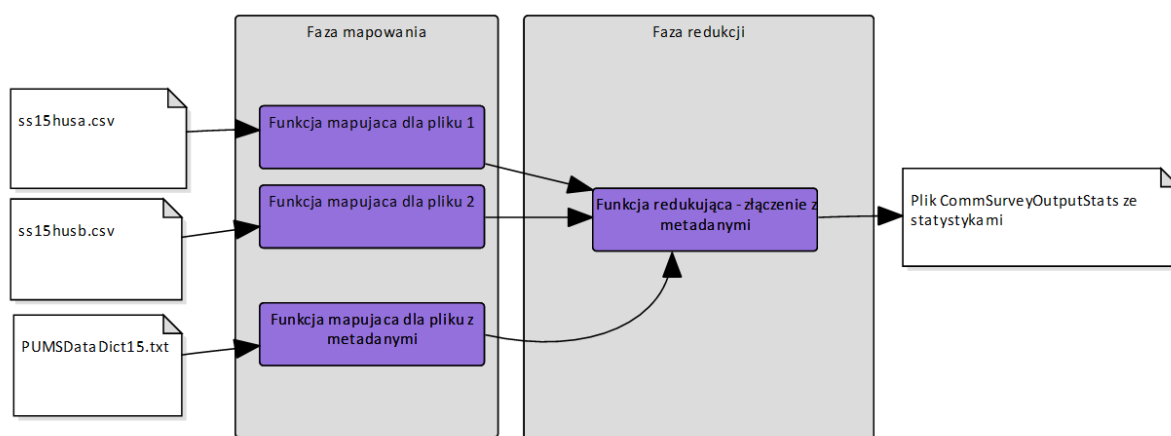 Faza mapowania
Faza redukcji
ss15husa.csv
Funkcja mapujaca dla pliku 1
ss15husb.csv
Funkcja mapujaca dla pliku 2
Funkcja redukująca - złączenie z
metadanymi
Plik CommSurveyOutputStats ze
statystykami
PUMSDataDict15.txt
Funkcja mapujaca dla pliku z
metadanymi